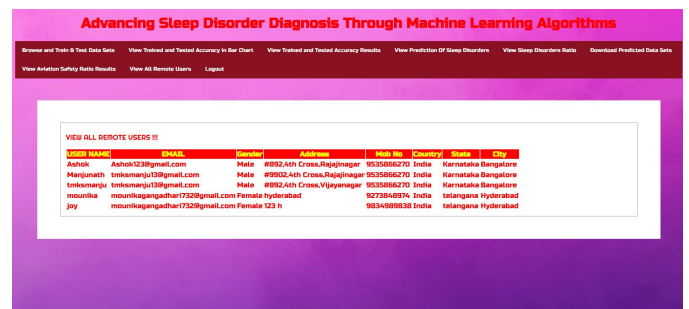 Advancing Sleep Disorder Diagnosis Through Machine Learning Algorithms
Browse and Train & Test Data Sets View Trained and Tested Accuracy in Bar Chart View Trained and Tested Accuracy Results View Prediction Of Sleep Disorders View Sleep Disorders Ratio Download Predicted Data Sets
View Aviation Safety Ratio Results View All Remote Users Logout
VIEW ALL REMOTE USERS !!!
USER NAME EMAIL Gender Address Mob No Country State City
Ashok Ashok123@gmail.com Male #892,4th Cross,Rajajinagar 9535866270 India Karnataka Bangalore
Manjunath tmksmanju13@gmail.com Male #9902,4th Cross,Rajajinagar 9535866270 India Karnataka Bangalore
tmksmanju tmksmanju13@gmail.com Male #892,4th Cross,Vijayanagar 9535866270 India Karnataka Bangalore
mounika mounikagangadhari732@gmail.com Female hyderabad 9273848974 India telangana Hyderabad
joy mounikagangadhari732@gmail.com Female 123 h 9834989838 India telangana Hyderabad